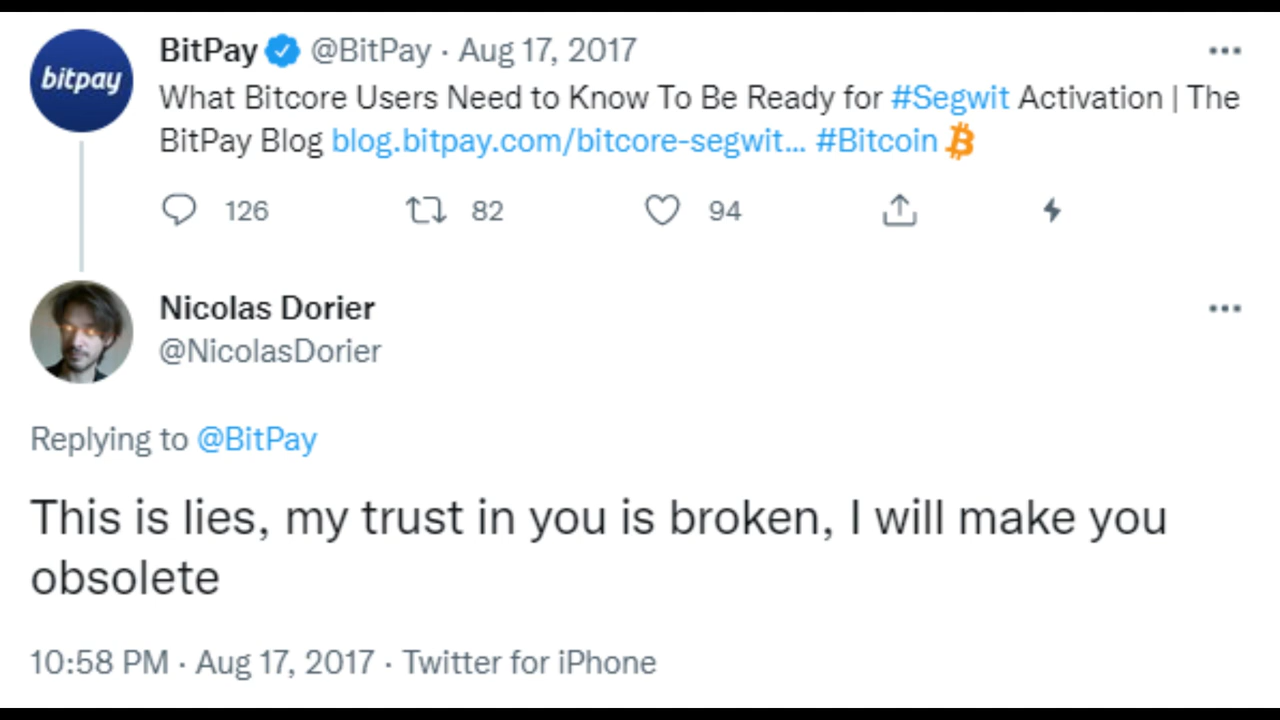 bitpay
BitPay @BitPay · Aug 17, 2017
What Bitcore Users Need to Know To Be Ready for #Segwit Activation | The
BitPay Blog blog.bitpay.com/bitcore-segwit... #Bitcoin
126 82 94
Nicolas Dorier
@NicolasDorier
Replying to @BitPay
This is lies, my trust in you is broken, I will make you
obsolete
10:58 PM · Aug 17, 2017 · Twitter for iPhone